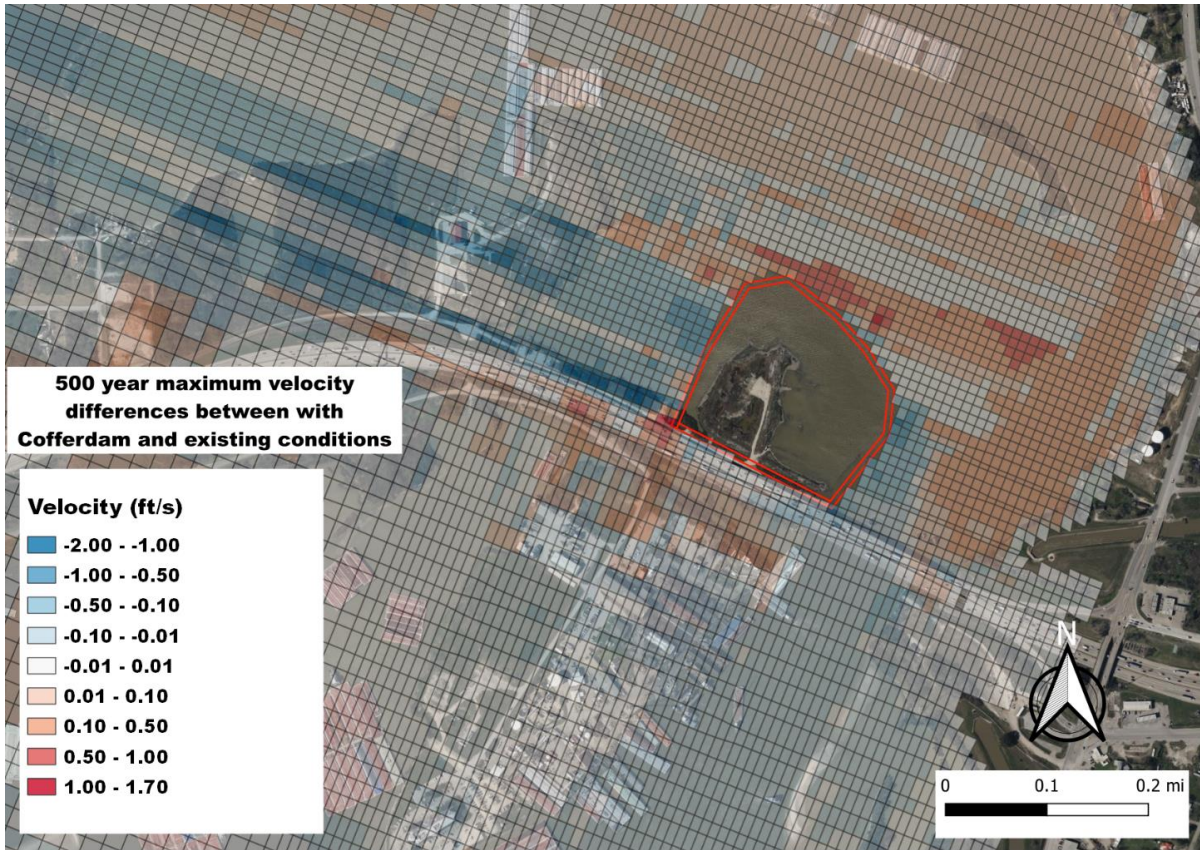 500 year maximum velocity
differences between with
Cofferdam and existing conditions
Velocity (ft/s)
-2.00 - -1.00
-1.00 - -0.50
-0.50 - -0.10
-0.10 - -0.01
-0.01 - 0.01
0.01 - 0.10
0.10 - 0.50
0.50 - 1.00
1.00 - 1.70
N
0 0.1 0.2 mi